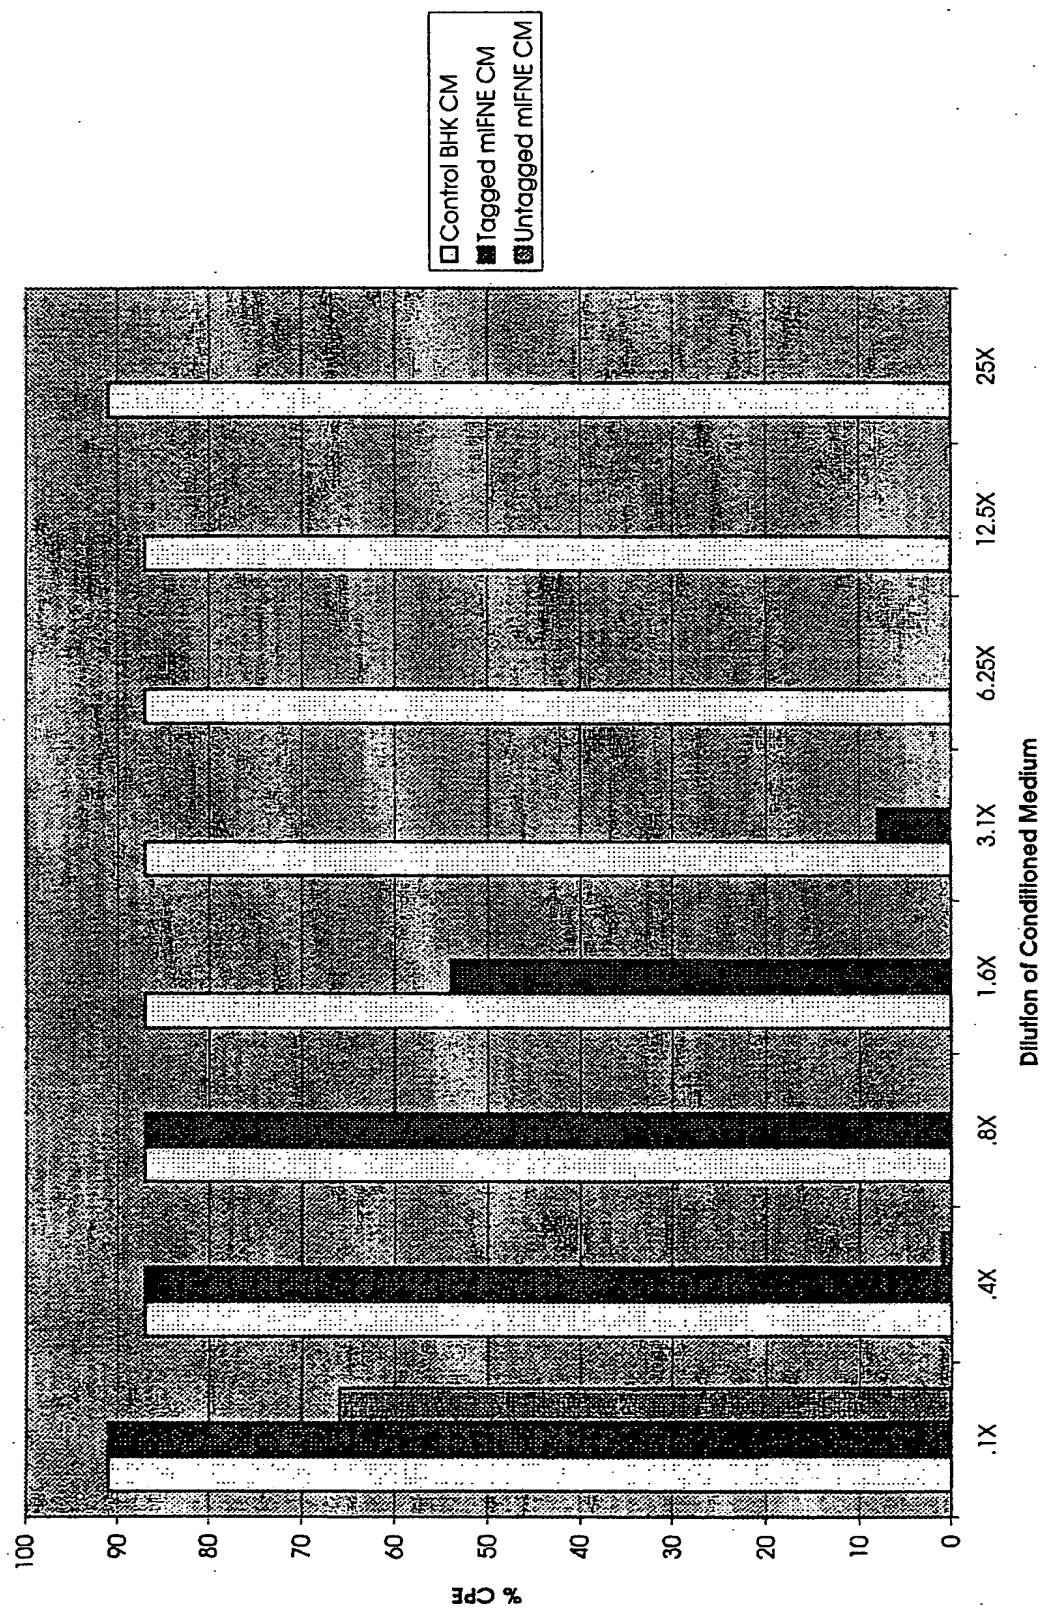 Control BHK CM
Tagged mIFNE CM
Untagged mIFNE CM
100
90
80
70
60
50
40
30
20
10
0
% CPE
.1X
.4X
.8X
1.6X
3.1X
6.25X
12.5X
25X
Dilution of Conditioned Medium